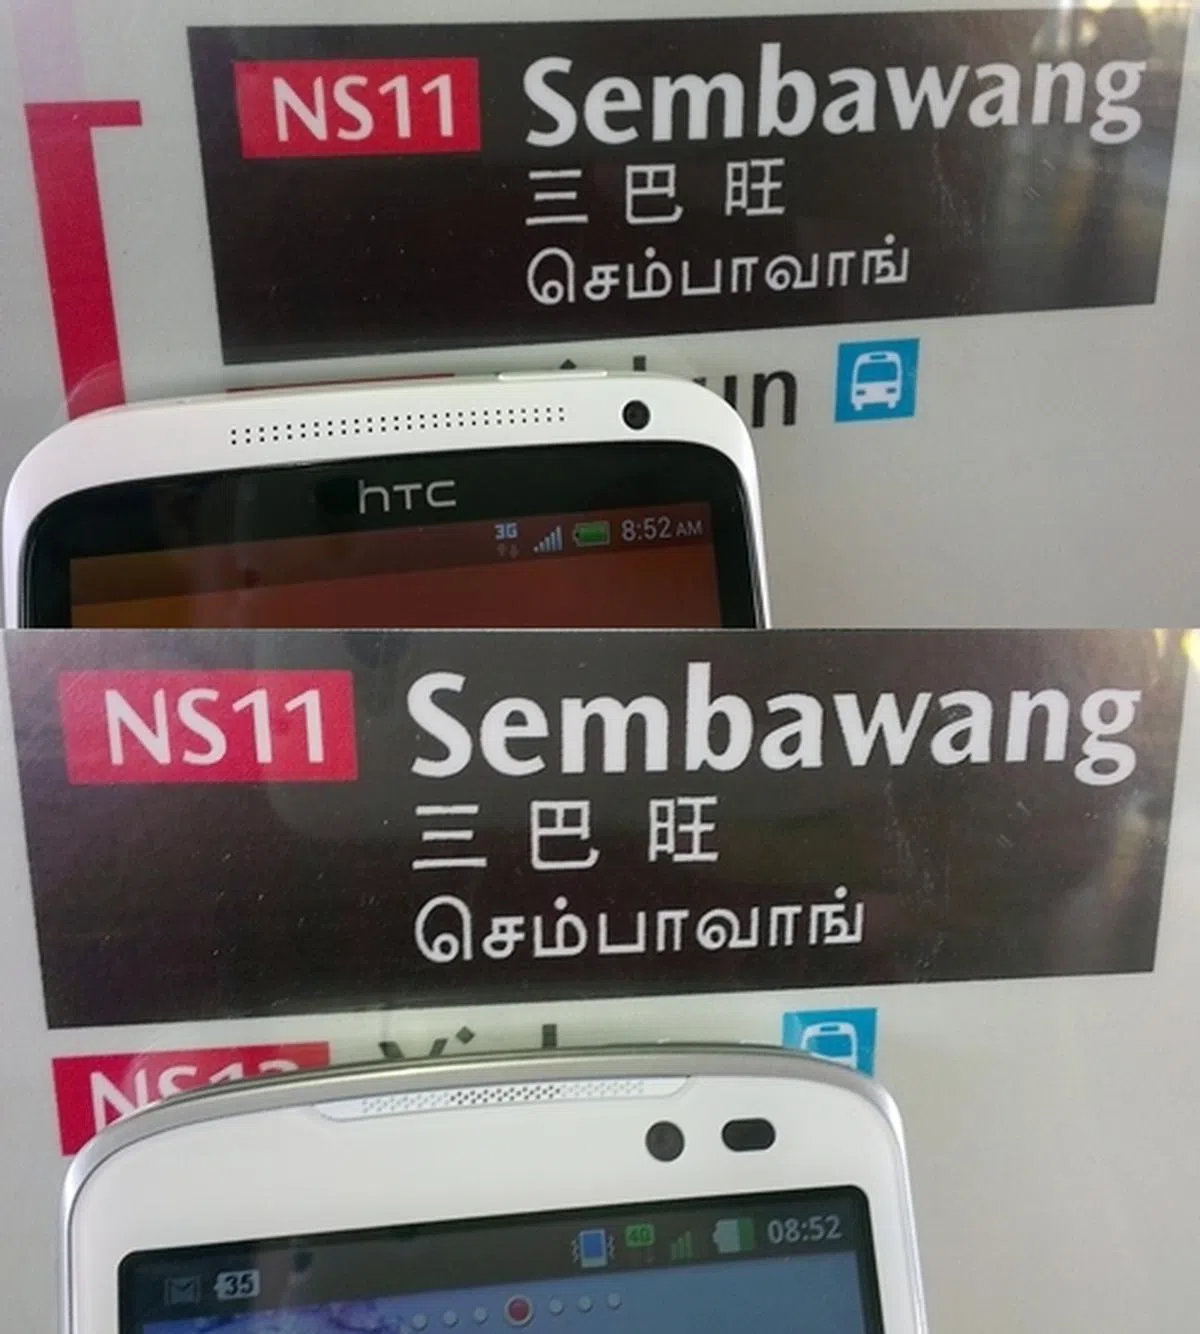 NS11 Sembawang
三巴旺
செம்பாவாங்
hTC
3G 8:52 AM
NS11 Sembawang
三巴旺
செம்பாவாங்
35 4G 08:52